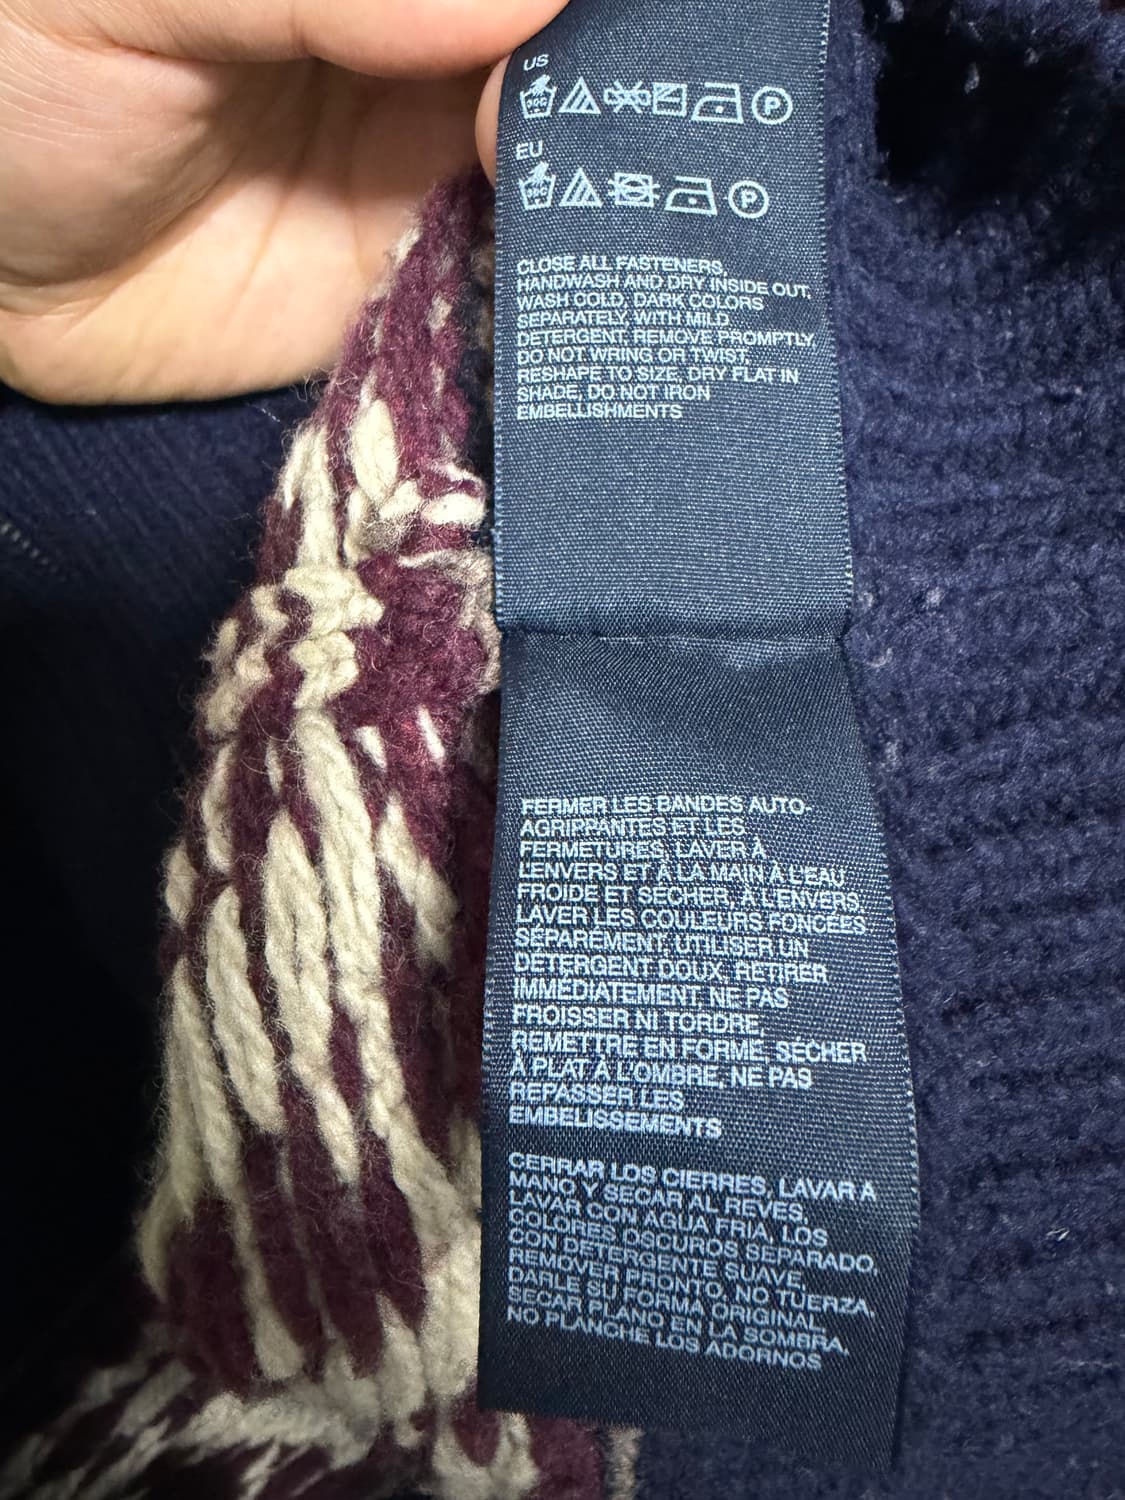 US
P
EU
P
CLOSE ALL FASTENERS,
HANDWASH AND DRY INSIDE OUT,
WASH COLD, DARK COLORS
SEPARATELY, WITH MILD
DETERGENT, REMOVE PROMPTLY
DO NOT WRING OR TWIST,
RESHAPE TO SIZE, DRY FLAT IN
SHADE, DO NOT IRON
EMBELLISHMENTS
FERMER LES BANDES AUTO-
AGRIPPANTES ET LES
FERMETURES, LAVER À
L'ENVERS ET À LA MAIN À L'EAU
FROIDE ET SÉCHER, À L'ENVERS,
LAVER LES COULEURS FONCÉES
SÉPARÉMENT, UTILISER UN
DÉTERGENT DOUX, RETIRER
IMMÉDIATEMENT, NE PAS
FROISSER NI TORDRE,
REMETTRE EN FORME, SÉCHER
À PLAT À L'OMBRE, NE PAS
REPASSER LES
EMBELISSEMENTS
CERRAR LOS CIERRES, LAVAR A
MANO Y SECAR AL REVÉS,
LAVAR CON AGUA FRIA, LOS
COLORES OSCUROS SEPARADO,
CON DETERGENTE SUAVE,
REMOVER PRONTO, NO TUERZA,
DARLE SU FORMA ORIGINAL,
SECAR PLANO EN LA SOMBRA,
NO PLANCHE LOS ADORNOS